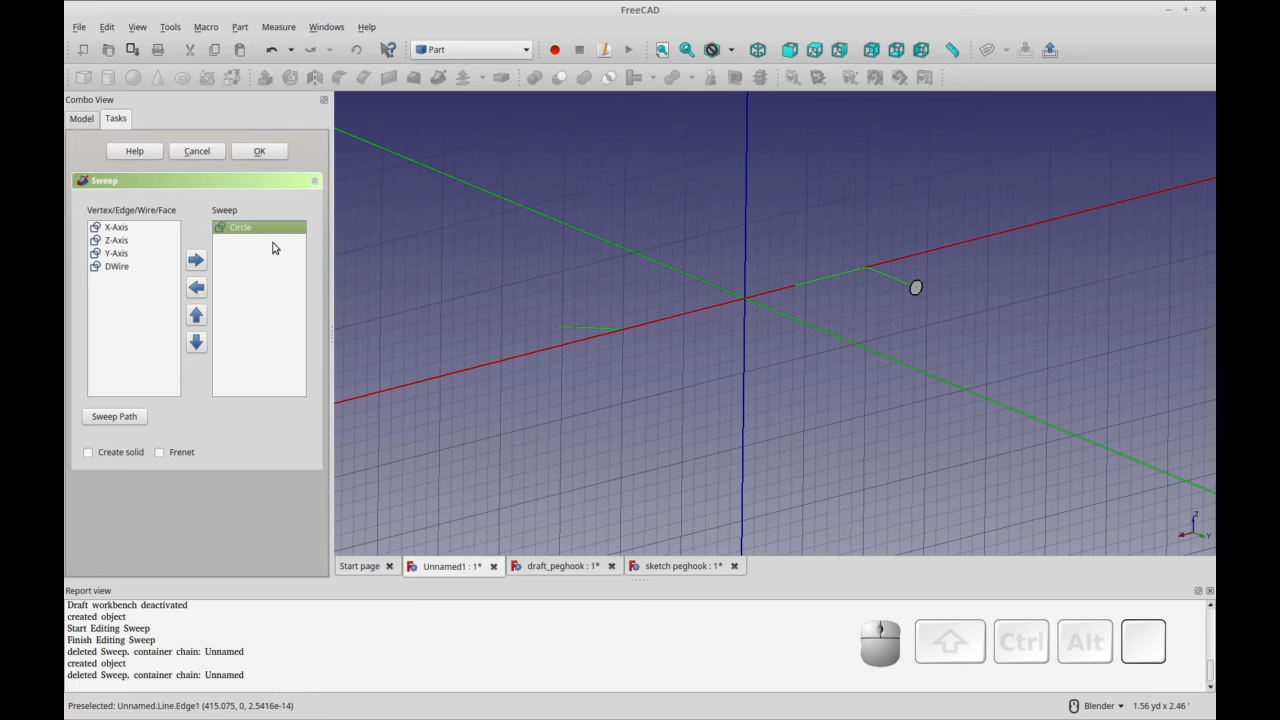 FreeCAD
File Edit View Tools Macro Part Measure Windows Help
Part
Combo View
Model Tasks
Help Cancel OK
Sweep
Vertex/Edge/Wire/Face Sweep
X-Axis Circle
Z-Axis
Y-Axis
DWire
Sweep Path
Create solid Frenet
Z
X Y
Start page Unnamed1 : 1* draft_peghook : 1* sketch peghook : 1*
Report view
Draft workbench deactivated
created object
Start Editing Sweep
Finish Editing Sweep
deleted Sweep. container chain: Unnamed
created object
deleted Sweep. container chain: Unnamed
Ctrl Alt
Preselected: Unnamed.Line.Edge1 (415.075, 0, 2.5416e-14) Blender 1.56 yd x 2.46 '